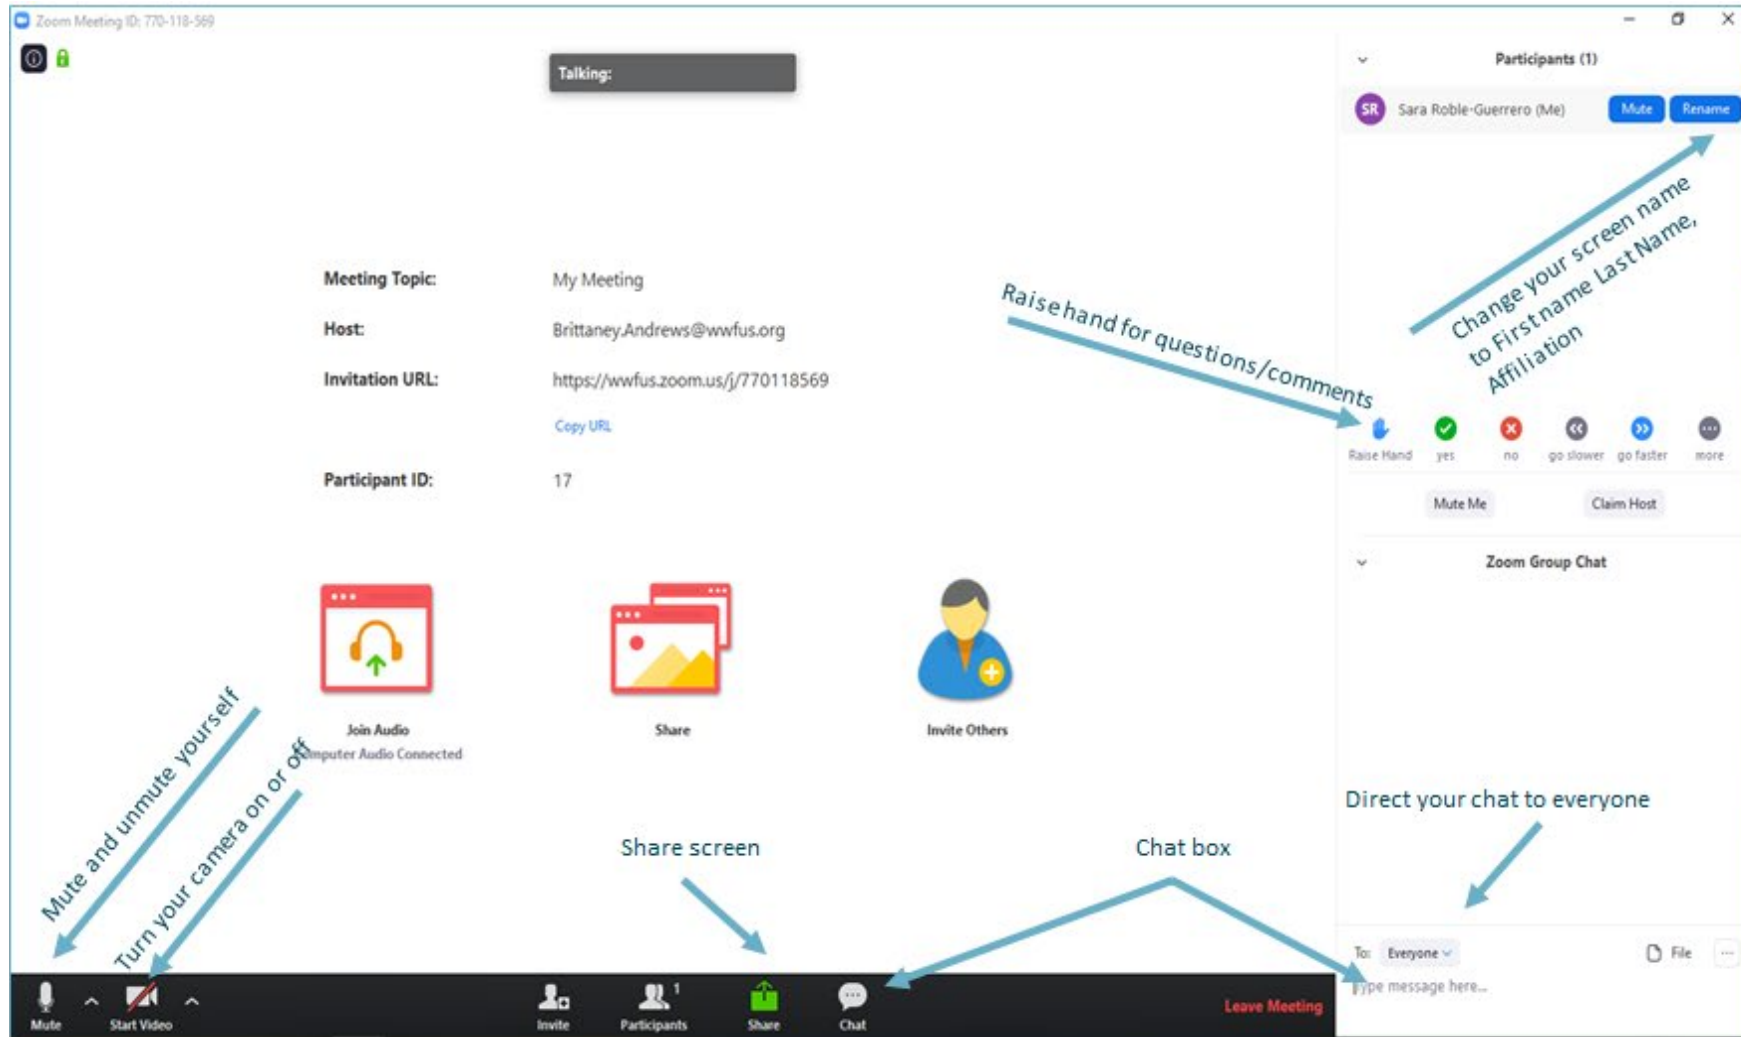 Zoom Meeting ID: 770-118-569
Talking:
Participants (1)
SR Sara Roble-Guerrero (Me) Mute Rename
Change your screen name
to Firstname LastName,
Affiliation
Meeting Topic: My Meeting
Host: Brittaney.Andrews@wwfus.org
Invitation URL: https://wwfus.zoom.us/j/770118569
Copy URL
Participant ID: 17
Raise hand for questions/comments
Raise Hand yes no go slower go faster more
Mute Me Claim Host
Zoom Group Chat
Join Audio Share Invite Others
omputer Audio Connected
Mute and unmute yourself
Turn your camera on or off
Share screen
Chat box
Direct your chat to everyone
To: Everyone File
Type message here...
Mute Start Video Invite Participants 1 Share Chat Leave Meeting